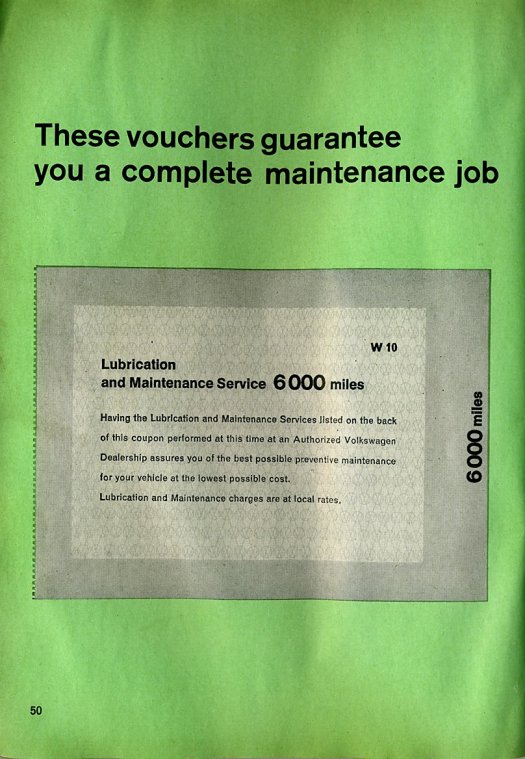 These vouchers guarantee
you a complete maintenance job
W 10
Lubrication
and Maintenance Service 6000 miles
Having the Lubrication and Maintenance Services listed on the back
of this coupon performed at this time at an Authorized Volkswagen
Dealership assures you of the best possible preventive maintenance
for your vehicle at the lowest possible cost.
Lubrication and Maintenance charges are at local rates.
6000 miles
50